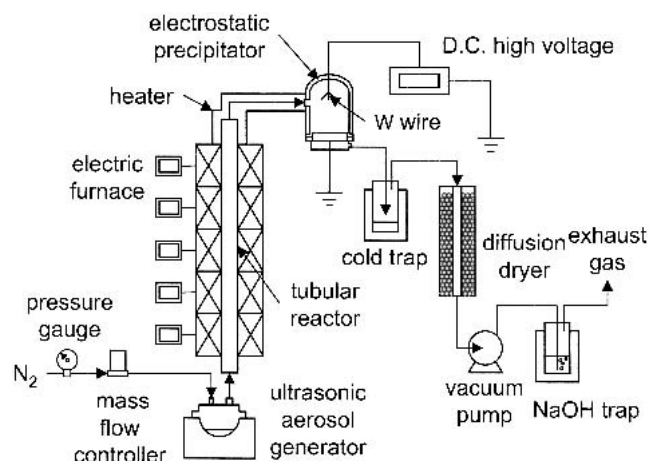 electrostatic
precipitator
D.C. high voltage
heater
W wire
electric
furnace
cold trap
diffusion
dryer
exhaust
gas
tubular
reactor
pressure
gauge
N₂
mass
flow
controller
ultrasonic
aerosol
generator
vacuum
pump
NaOH trap